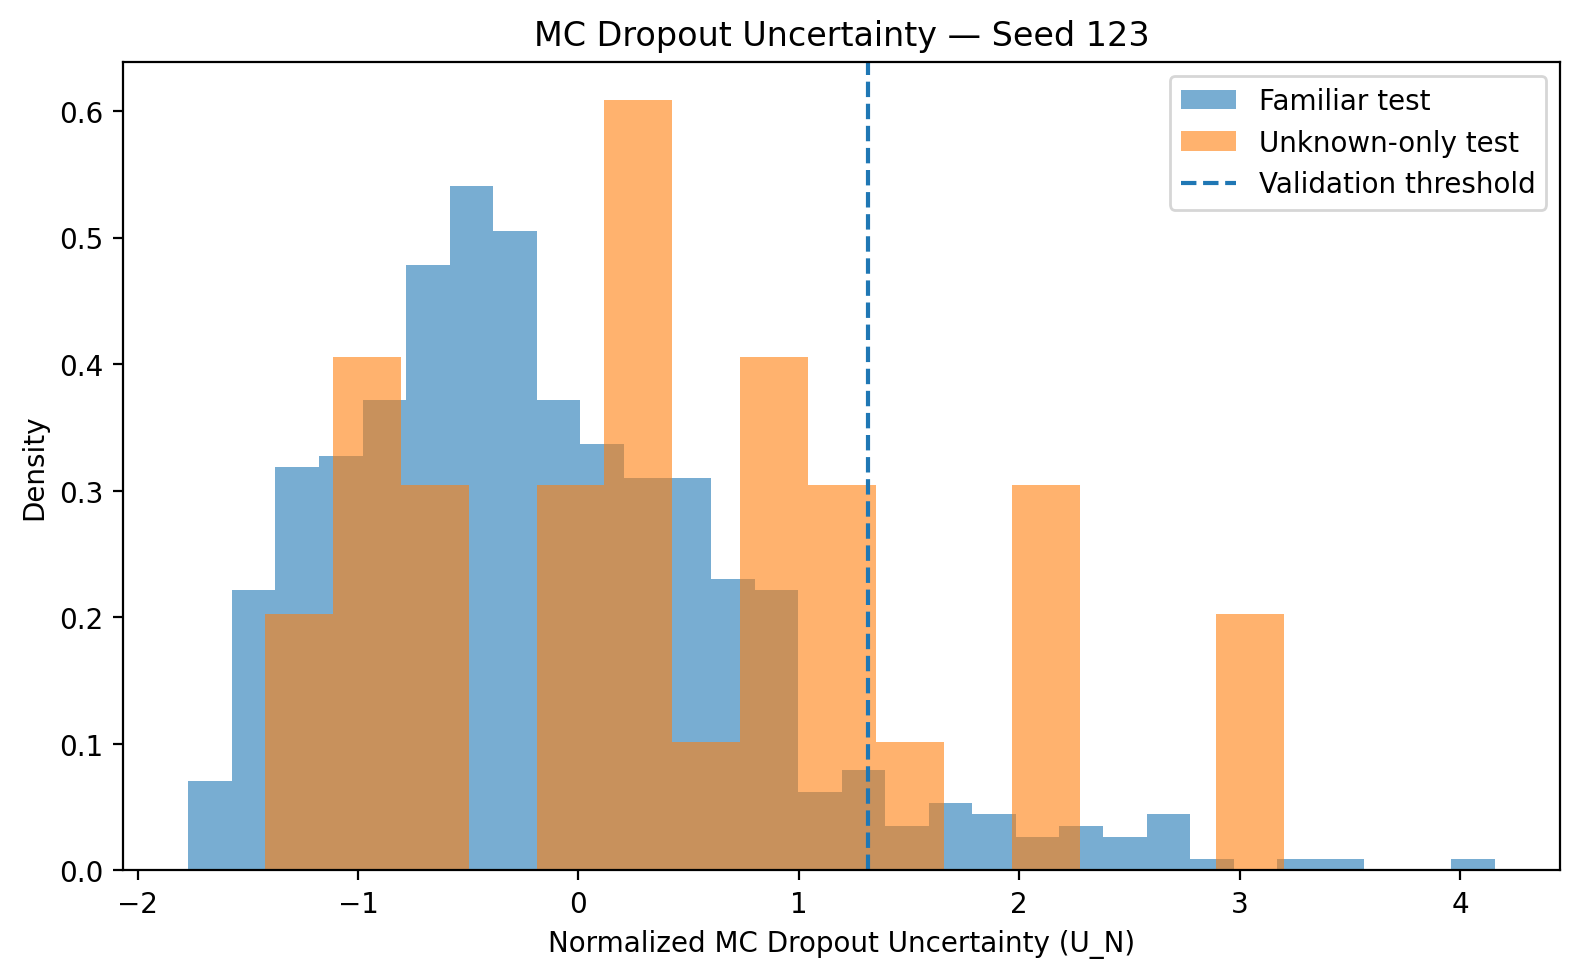 MC Dropout Uncertainty — Seed 123
Familiar test
Unknown-only test
Validation threshold
Density
0.6
0.5
0.4
0.3
0.2
0.1
0.0
−2 −1 0 1 2 3 4
Normalized MC Dropout Uncertainty (U_N)